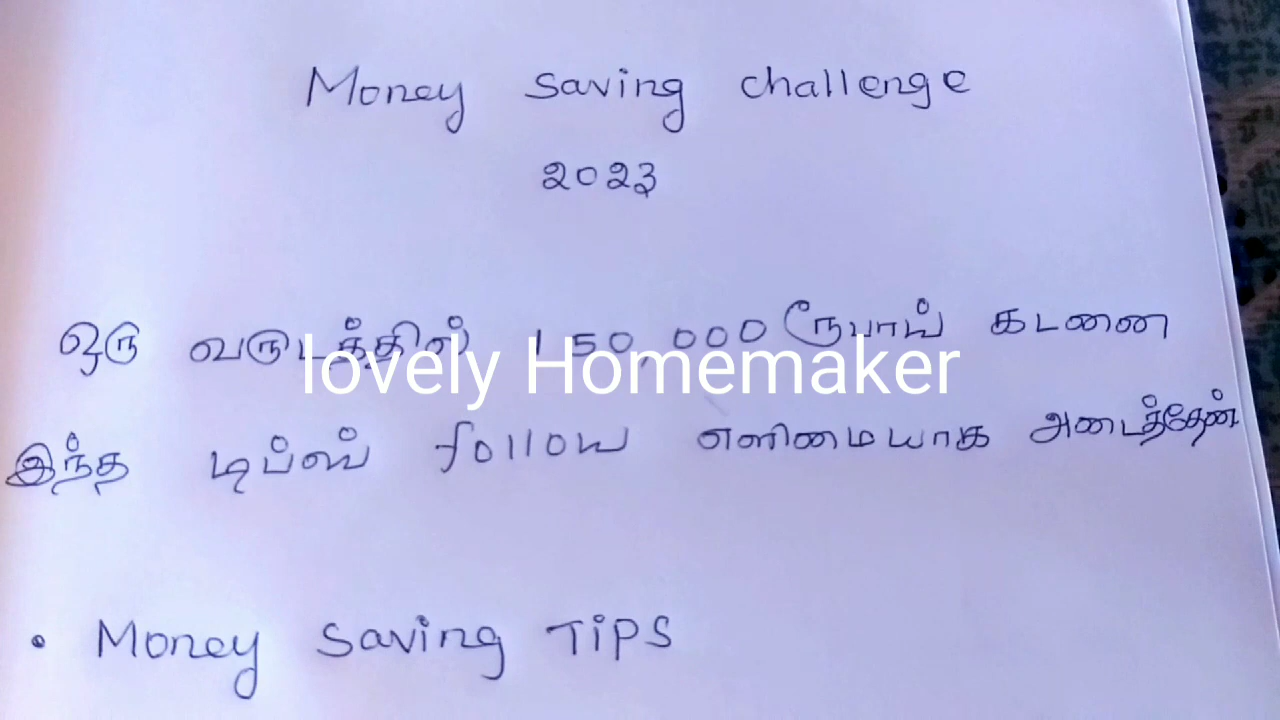 Money saving challenge
2023
ஒரு வருடத்தில் 150,000 ரூபாய் கடனை
lovely Homemaker
இந்த டிப்ஸ் follow எளிமையாக அடைத்தேன்
• Money saving TiPS